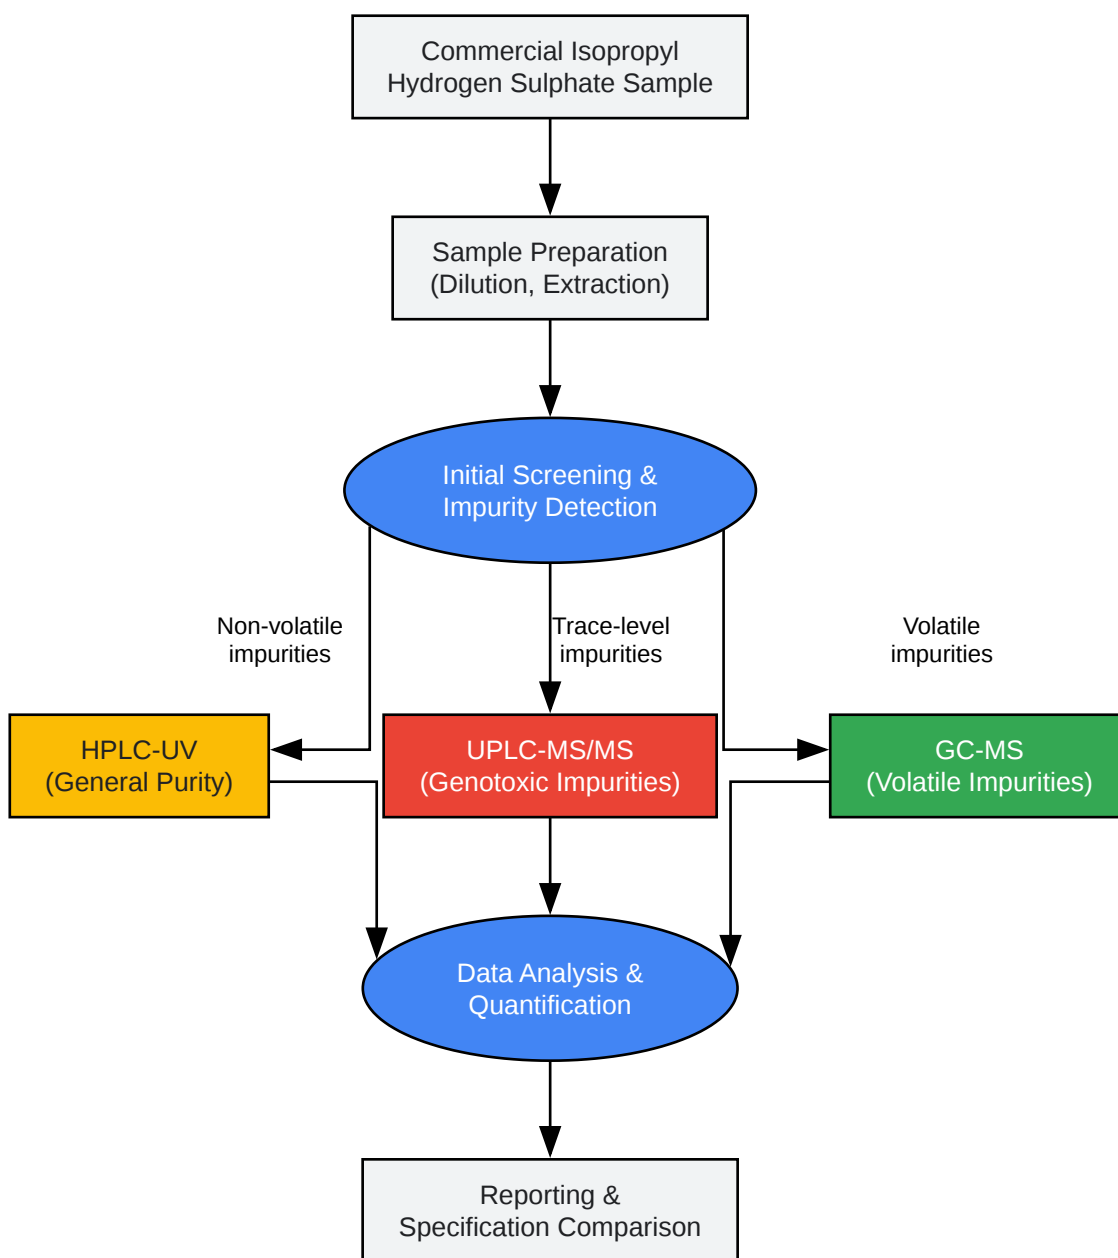 Commercial Isopropyl
Hydrogen Sulphate Sample
Sample Preparation
(Dilution, Extraction)
Initial Screening &
Impurity Detection
Non-volatile
impurities
Trace-level
impurities
Volatile
impurities
HPLC-UV
(General Purity)
UPLC-MS/MS
(Genotoxic Impurities)
GC-MS
(Volatile Impurities)
Data Analysis &
Quantification
Reporting &
Specification Comparison